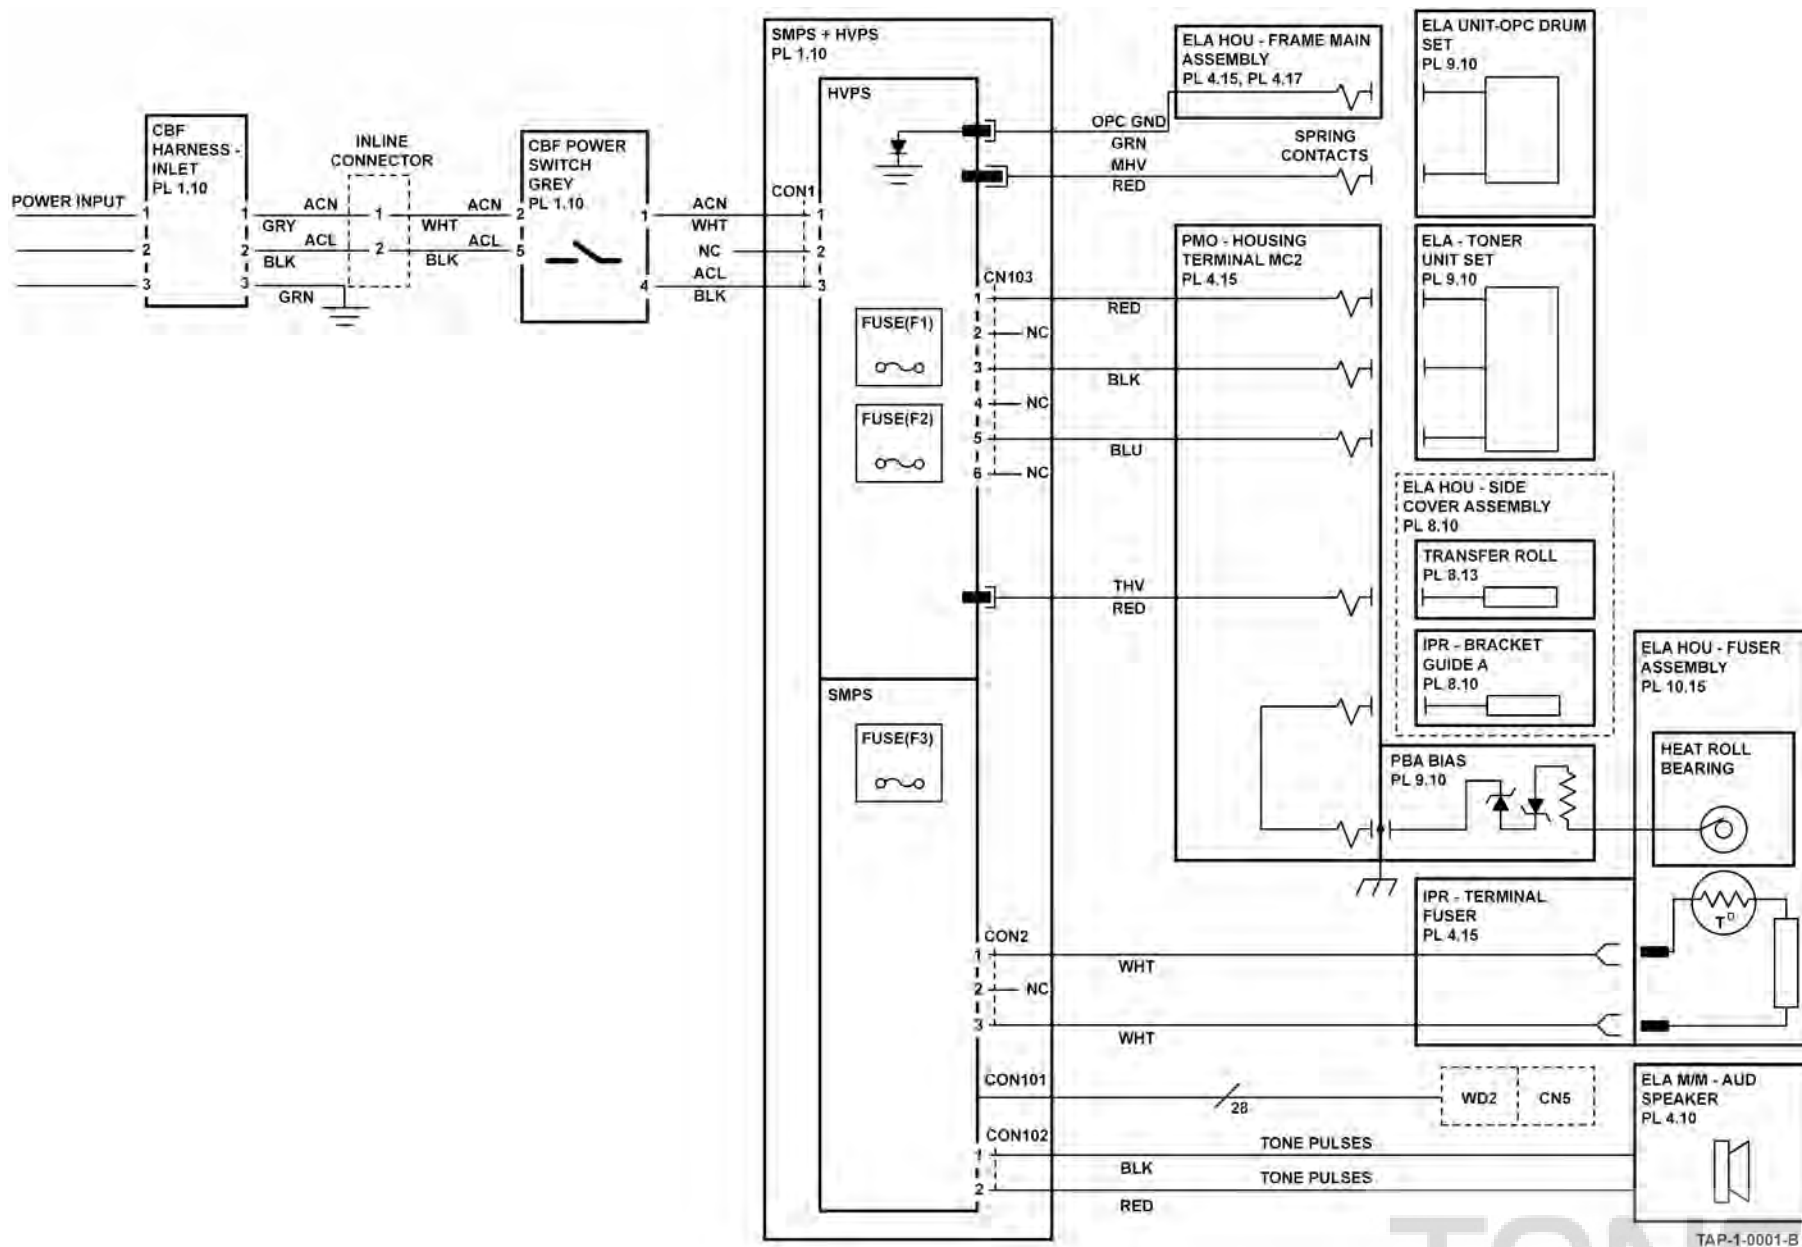 POWER INPUT
1
2
3
CBF
HARNESS -
INLET
PL 1.10
1
2
3
ACN
GRY
ACL
BLK
GRN
INLINE
CONNECTOR
1
2
ACN
WHT
ACL
BLK
CBF POWER
SWITCH
GREY
PL 1.10
2
5
1
4
ACN
WHT
NC
ACL
BLK
CON1
1
2
3
SMPS + HVPS
PL 1.10
HVPS
FUSE(F1)
FUSE(F2)
SMPS
FUSE(F3)
OPC GND
GRN
MHV
RED
SPRING
CONTACTS
ELA HOU - FRAME MAIN
ASSEMBLY
PL 4.15, PL 4.17
ELA UNIT-OPC DRUM
SET
PL 9.10
CN103
1
RED
2
NC
3
BLK
4
NC
5
BLU
6
NC
PMO - HOUSING
TERMINAL MC2
PL 4.15
ELA - TONER
UNIT SET
PL 9.10
THV
RED
ELA HOU - SIDE
COVER ASSEMBLY
PL 8.10
TRANSFER ROLL
PL 8.13
IPR - BRACKET
GUIDE A
PL 8.10
PBA BIAS
PL 9.10
ELA HOU - FUSER
ASSEMBLY
PL 10.15
HEAT ROLL
BEARING
T°
IPR - TERMINAL
FUSER
PL 4.15
CON2
1
WHT
2
NC
3
WHT
CON101
28
WD2
CN5
CON102
1
TONE PULSES
BLK
2
TONE PULSES
RED
ELA M/M - AUD
SPEAKER
PL 4.10
TAP-1-0001-B